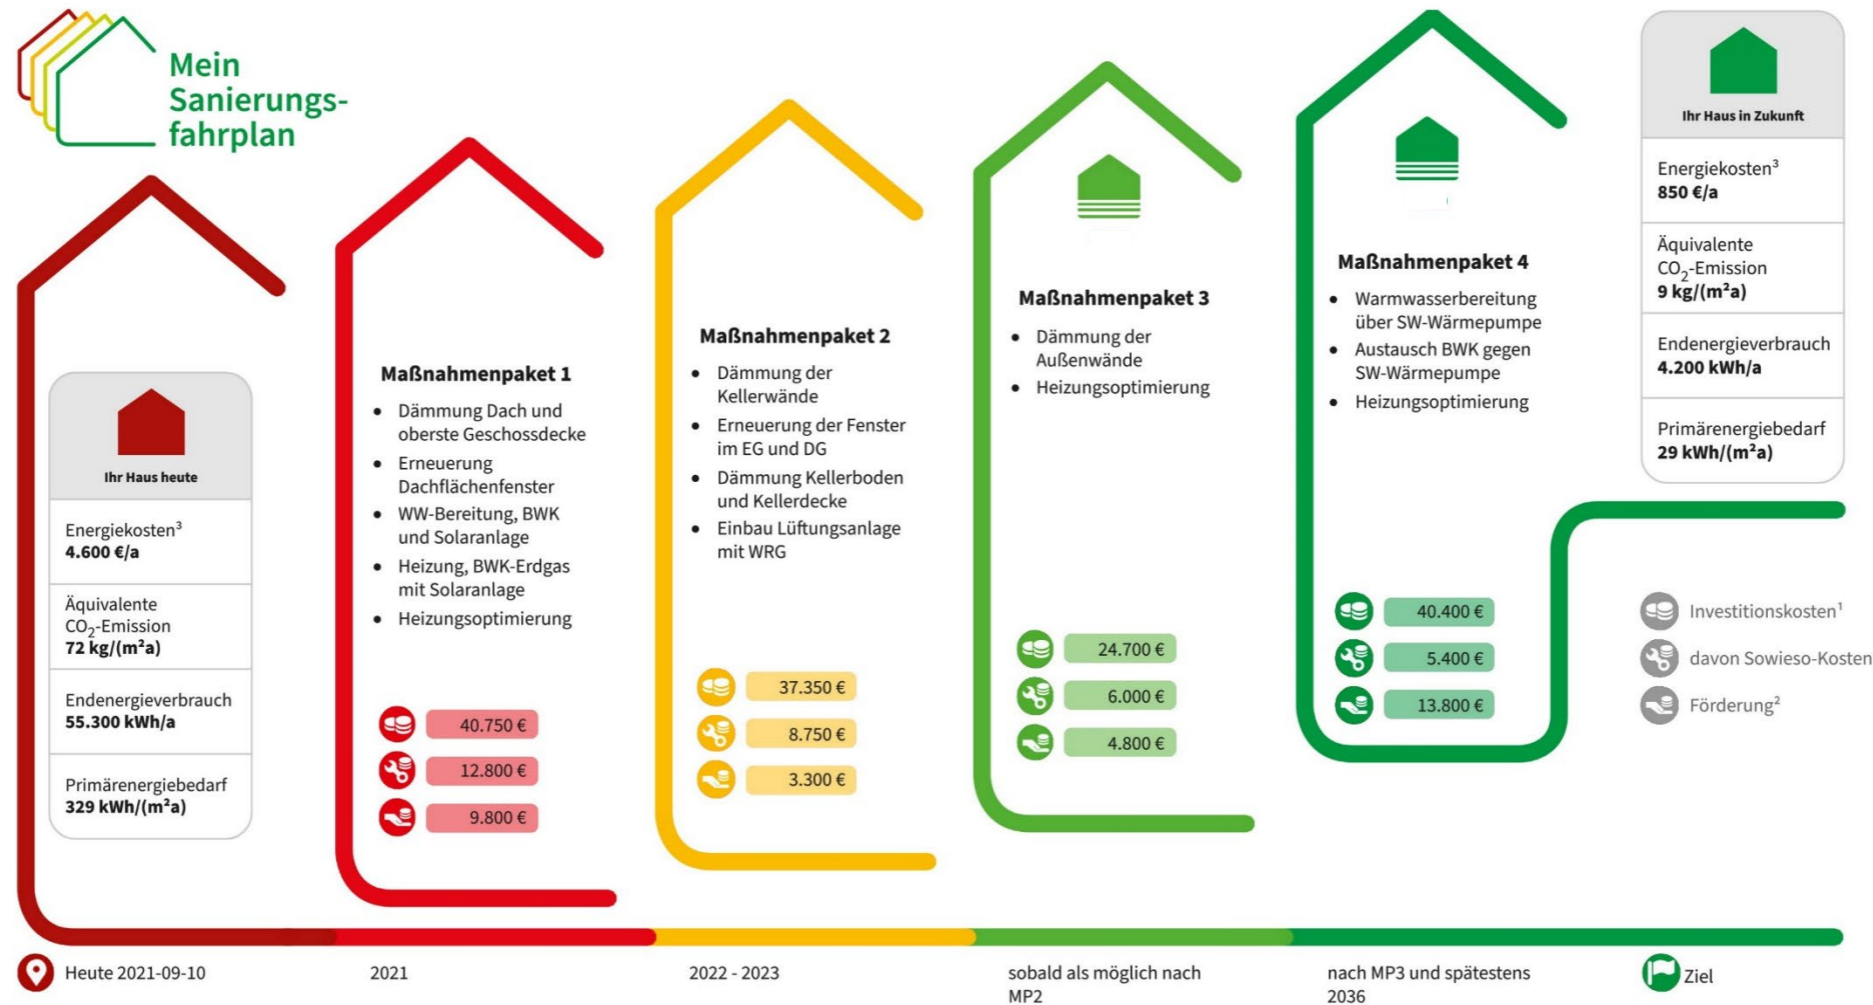 Mein
Sanierungs-
fahrplan
Ihr Haus heute
Energiekosten³
4.600 €/a
Äquivalente
CO₂-Emission
72 kg/(m²a)
Endenergieverbrauch
55.300 kWh/a
Primärenergiebedarf
329 kWh/(m²a)
Maßnahmenpaket 1
• Dämmung Dach und
oberste Geschossdecke
• Erneuerung
Dachflächenfenster
• WW-Bereitung, BWK
und Solaranlage
• Heizung, BWK-Erdgas
mit Solaranlage
• Heizungsoptimierung
40.750 €
12.800 €
9.800 €
Maßnahmenpaket 2
• Dämmung der
Kellerwände
• Erneuerung der Fenster
im EG und DG
• Dämmung Kellerboden
und Kellerdecke
• Einbau Lüftungsanlage
mit WRG
37.350 €
8.750 €
3.300 €
Maßnahmenpaket 3
• Dämmung der
Außenwände
• Heizungsoptimierung
24.700 €
6.000 €
4.800 €
Maßnahmenpaket 4
• Warmwasserbereitung
über SW-Wärmepumpe
• Austausch BWK gegen
SW-Wärmepumpe
• Heizungsoptimierung
40.400 €
5.400 €
13.800 €
Ihr Haus in Zukunft
Energiekosten³
850 €/a
Äquivalente
CO₂-Emission
9 kg/(m²a)
Endenergieverbrauch
4.200 kWh/a
Primärenergiebedarf
29 kWh/(m²a)
Investitionskosten¹
davon Sowieso-Kosten
Förderung²
Heute 2021-09-10
2021
2022 - 2023
sobald als möglich nach
MP2
nach MP3 und spätestens
2036
Ziel